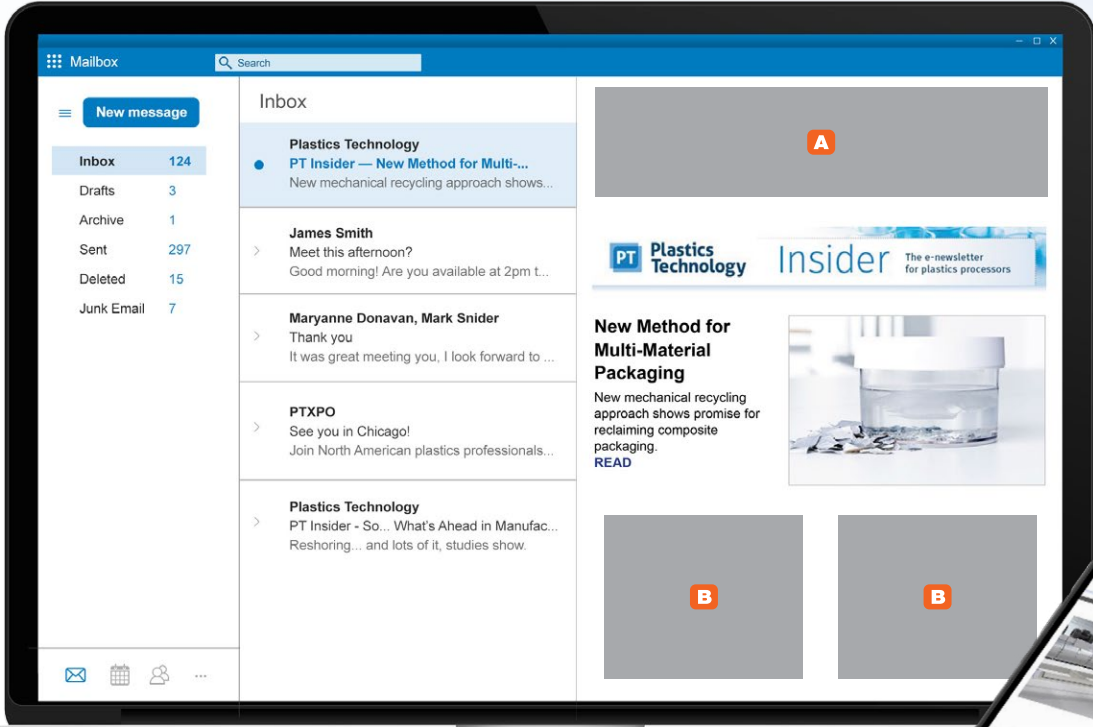 Mailbox
Search
New message
Inbox 124
Drafts 3
Archive 1
Sent 297
Deleted 15
Junk Email 7
...
Inbox
Plastics Technology
PT Insider — New Method for Multi-...
New mechanical recycling approach shows...
James Smith
Meet this afternoon?
Good morning! Are you available at 2pm t...
Maryanne Donavan, Mark Snider
Thank you
It was great meeting you, I look forward to ...
PTXPO
See you in Chicago!
Join North American plastics professionals...
Plastics Technology
PT Insider - So... What's Ahead in Manufac...
Reshoring... and lots of it, studies show.
A
PT Plastics Technology Insider The e-newsletter
for plastics processors
New Method for
Multi-Material
Packaging
New mechanical recycling
approach shows promise for
reclaiming composite
packaging.
READ
B
B